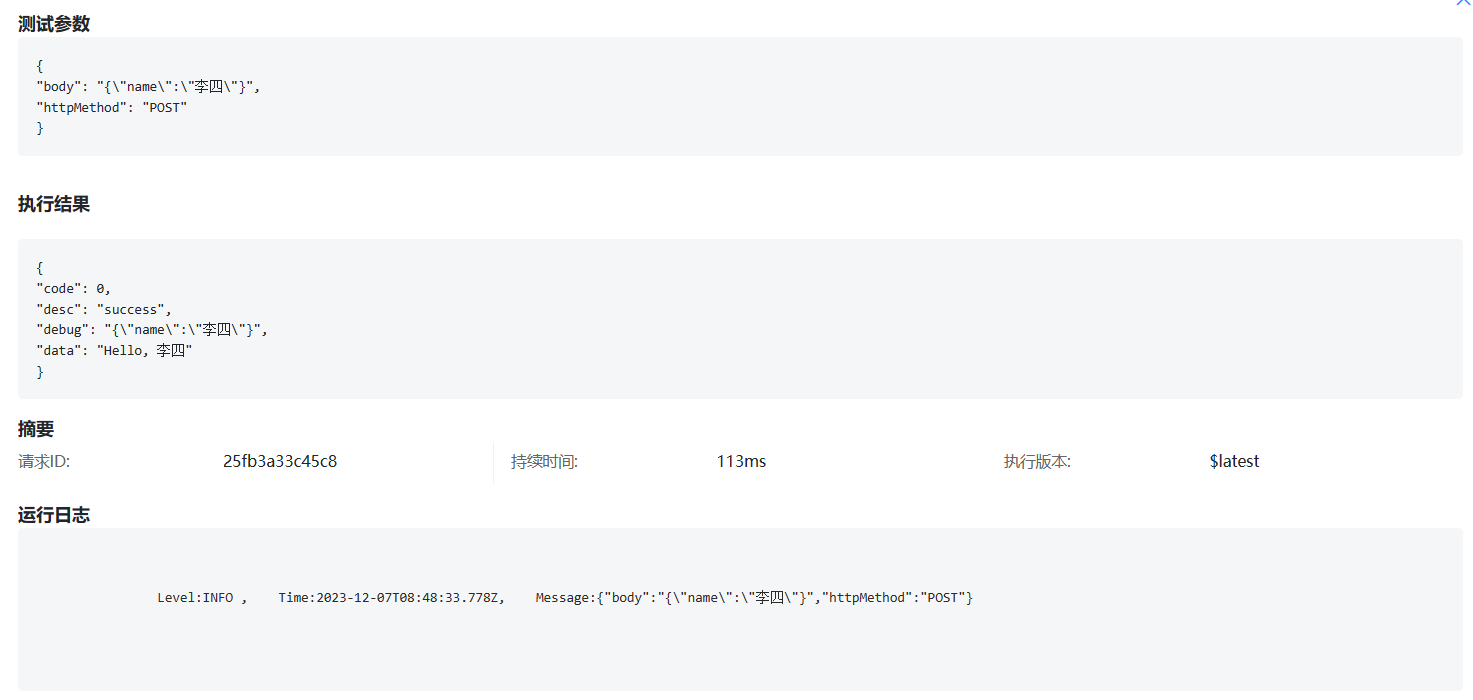 测试参数
{
"body": "{\"name\":\"李四\"}",
"httpMethod": "POST"
}
执行结果
{
"code": 0,
"desc": "success",
"debug": "{\"name\":\"李四\"}",
"data": "Hello, 李四"
}
摘要
请求ID: 25fb3a33c45c8 持续时间: 113ms 执行版本: $latest
运行日志
Level:INFO , Time:2023-12-07T08:48:33.778Z, Message:{"body":"{\"name\":\"李四\"}","httpMethod":"POST"}